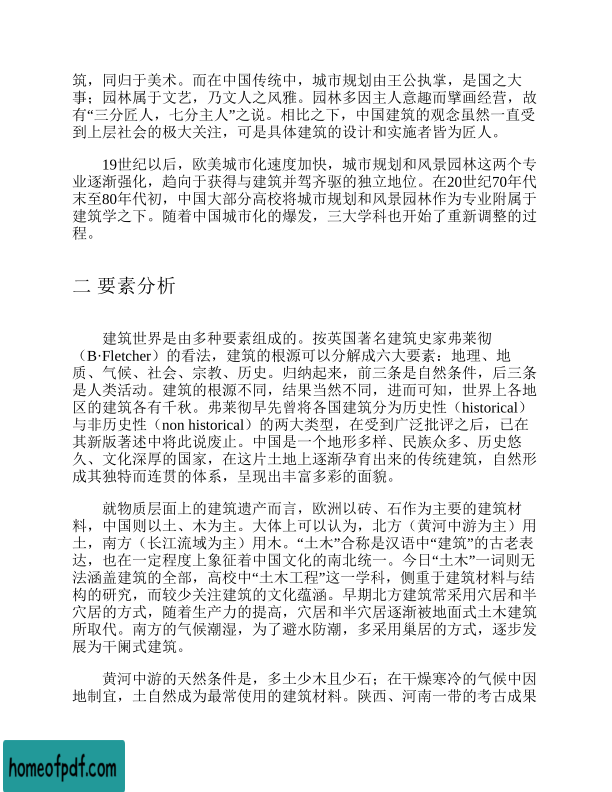 筑，同归于美术。而在中国传统中，城市规划由王公执掌，是国之大
事；园林属于文艺，乃文人之风雅。园林多因主人意趣而擘画经营，故
有“三分匠人，七分主人”之说。相比之下，中国建筑的观念虽然一直受
到上层社会的极大关注，可是具体建筑的设计和实施者皆为匠人。
19世纪以后，欧美城市化速度加快，城市规划和风景园林这两个专
业逐渐强化，趋向于获得与建筑并驾齐驱的独立地位。在20世纪70年代
末至80年代初，中国大部分高校将城市规划和风景园林作为专业附属于
建筑学之下。随着中国城市化的爆发，三大学科也开始了重新调整的过
程。
二 要素分析
建筑世界是由多种要素组成的。按英国著名建筑史家弗莱彻
（B·Fletcher）的看法，建筑的根源可以分解成六大要素：地理、地
质、气候、社会、宗教、历史。归纳起来，前三条是自然条件，后三条
是人类活动。建筑的根源不同，结果当然不同，进而可知，世界上各地
区的建筑各有千秋。弗莱彻早先曾将各国建筑分为历史性（historical）
与非历史性（non historical）的两大类型，在受到广泛批评之后，已在
其新版著述中将此说废止。中国是一个地形多样、民族众多、历史悠
久、文化深厚的国家，在这片土地上逐渐孕育出来的传统建筑，自然形
成其独特而连贯的体系，呈现出丰富多彩的面貌。
就物质层面上的建筑遗产而言，欧洲以砖、石作为主要的建筑材
料，中国则以土、木为主。大体上可以认为，北方（黄河中游为主）用
土，南方（长江流域为主）用木。“土木”合称是汉语中“建筑”的古老表
达，也在一定程度上象征着中国文化的南北统一。今日“土木”一词则无
法涵盖建筑的全部，高校中“土木工程”这一学科，侧重于建筑材料与结
构的研究，而较少关注建筑的文化蕴涵。早期北方建筑常采用穴居和半
穴居的方式，随着生产力的提高，穴居和半穴居逐渐被地面式土木建筑
所取代。南方的气候潮湿，为了避水防潮，多采用巢居的方式，逐步发
展为干阑式建筑。
黄河中游的天然条件是，多土少木且少石；在干燥寒冷的气候中因
地制宜，土自然成为最常使用的建筑材料。陕西、河南一带的考古成果
homeofpdf.com